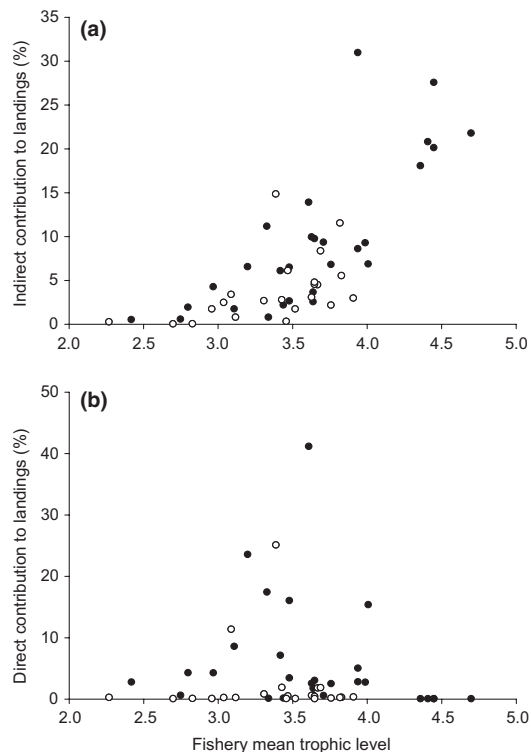 (a)
Indirect contribution to landings (%)
35
30
25
20
15
10
5
0
2.0 2.5 3.0 3.5 4.0 4.5 5.0
(b)
Direct contribution to landings (%)
50
40
30
20
10
0
2.0 2.5 3.0 3.5 4.0 4.5 5.0
Fishery mean trophic level